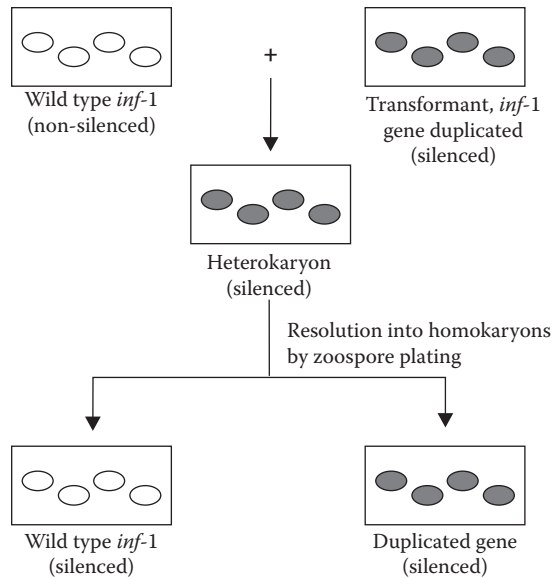 +
Wild type inf-1
(non-silenced)
Transformant, inf-1
gene duplicated
(silenced)
Heterokaryon
(silenced)
Resolution into homokaryons
by zoospore plating
Wild type inf-1
(silenced)
Duplicated gene
(silenced)